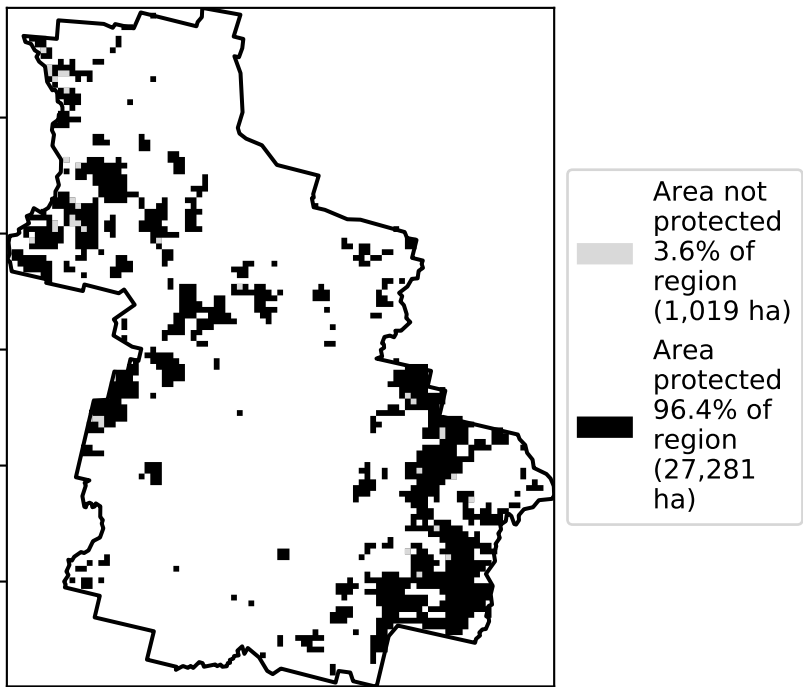 Area not
protected
3.6% of
region
(1,019 ha)
Area
protected
96.4% of
region
(27,281
ha)